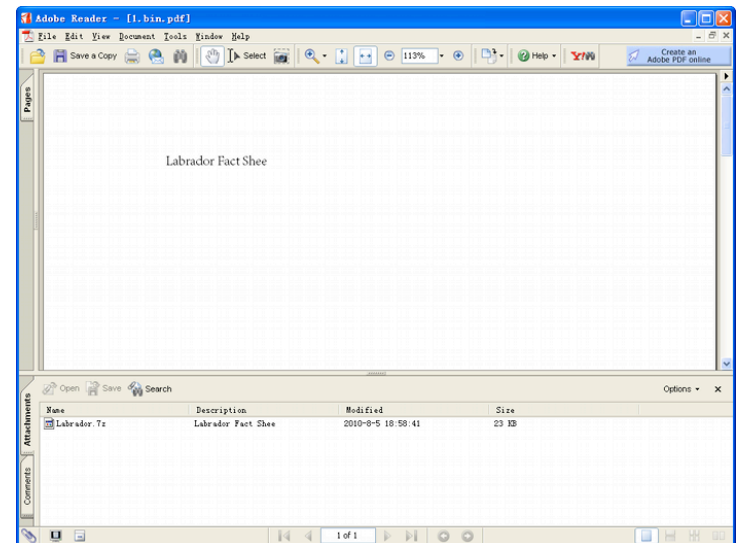 Adobe Reader - [1.bin.pdf]
File Edit View Document Tools Window Help
Save a Copy Select 113% Help Y! Create an Adobe PDF online
Pages
Labrador Fact Shee
Open Save Search Options
Attachments
Name Description Modified Size
Labrador.7z Labrador Fact Shee 2010-8-5 18:58:41 23 KB
Comments
1 of 1